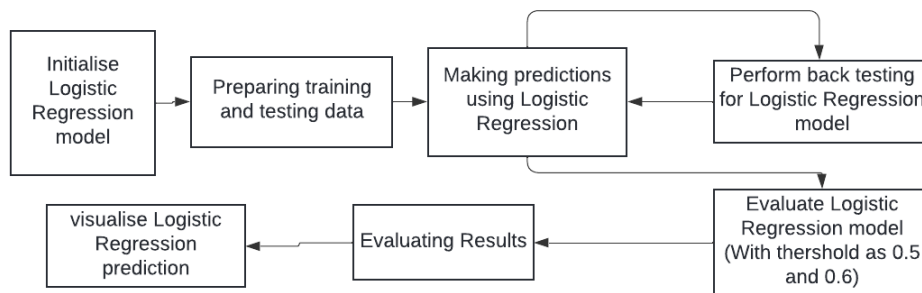 Initialise
Logistic
Regression
model
Preparing training
and testing data
Making predictions
using Logistic
Regression
Perform back testing
for Logistic Regression
model
Evaluate Logistic
Regression model
(With thershold as 0.5
and 0.6)
Evaluating Results
visualise Logistic
Regression
prediction